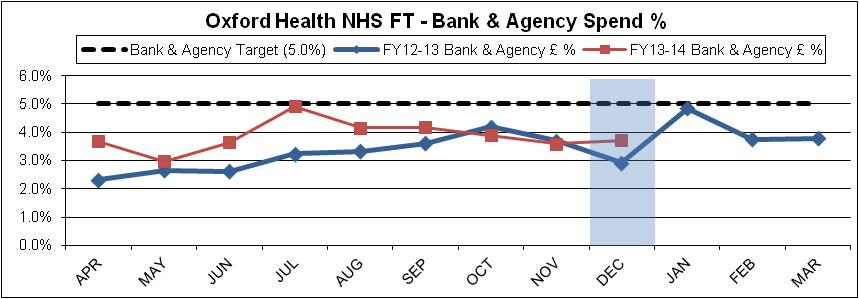 Oxford Health NHS FT - Bank & Agency Spend %
Bank & Agency Target (5.0%) FY12-13 Bank & Agency £ % FY13-14 Bank & Agency £ %
6.0%
5.0%
4.0%
3.0%
2.0%
1.0%
0.0%
APR MAY JUN JUL AUG SEP OCT NOV DEC JAN FEB MAR